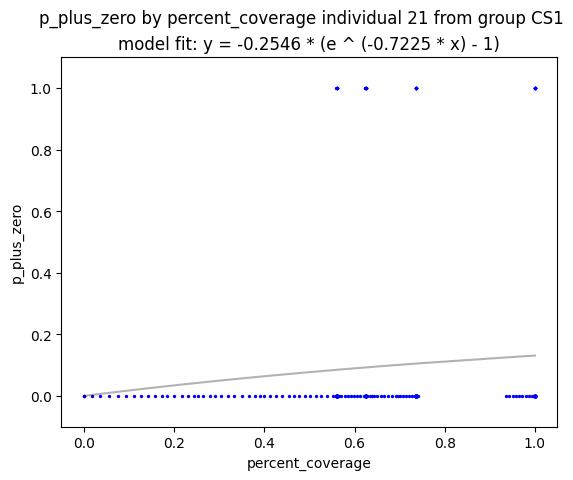 p_plus_zero by percent_coverage individual 21 from group CS1
model fit: y = -0.2546 * (e ^ (-0.7225 * x) - 1)
1.0
0.8
0.6
0.4
0.2
0.0
p_plus_zero
0.0 0.2 0.4 0.6 0.8 1.0
percent_coverage